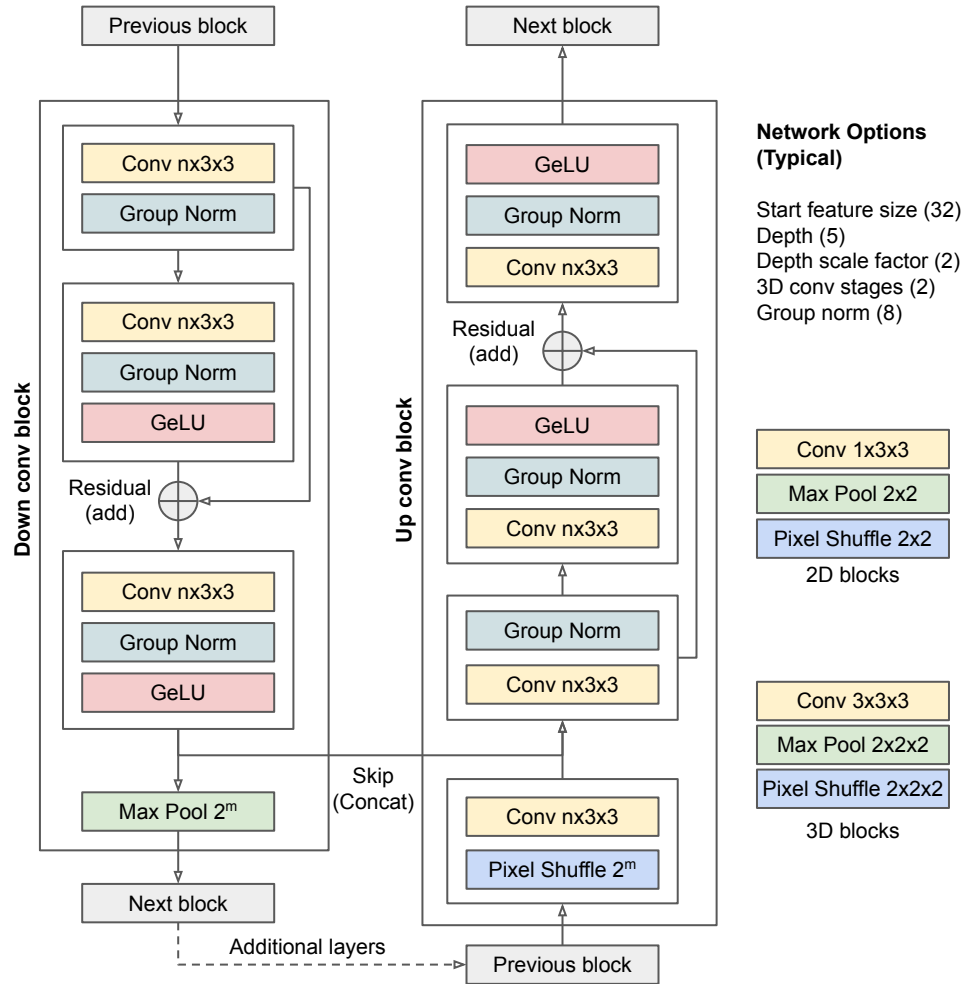 Previous block
Down conv block
Conv nx3x3
Group Norm
Conv nx3x3
Group Norm
GeLU
Residual
(add)
Conv nx3x3
Group Norm
GeLU
Max Pool 2^m
Next block
Additional layers
Skip
(Concat)
Next block
Up conv block
GeLU
Group Norm
Conv nx3x3
Residual
(add)
GeLU
Group Norm
Conv nx3x3
Group Norm
Conv nx3x3
Conv nx3x3
Pixel Shuffle 2^m
Previous block
Network Options
(Typical)
Start feature size (32)
Depth (5)
Depth scale factor (2)
3D conv stages (2)
Group norm (8)
Conv 1x3x3
Max Pool 2x2
Pixel Shuffle 2x2
2D blocks
Conv 3x3x3
Max Pool 2x2x2
Pixel Shuffle 2x2x2
3D blocks